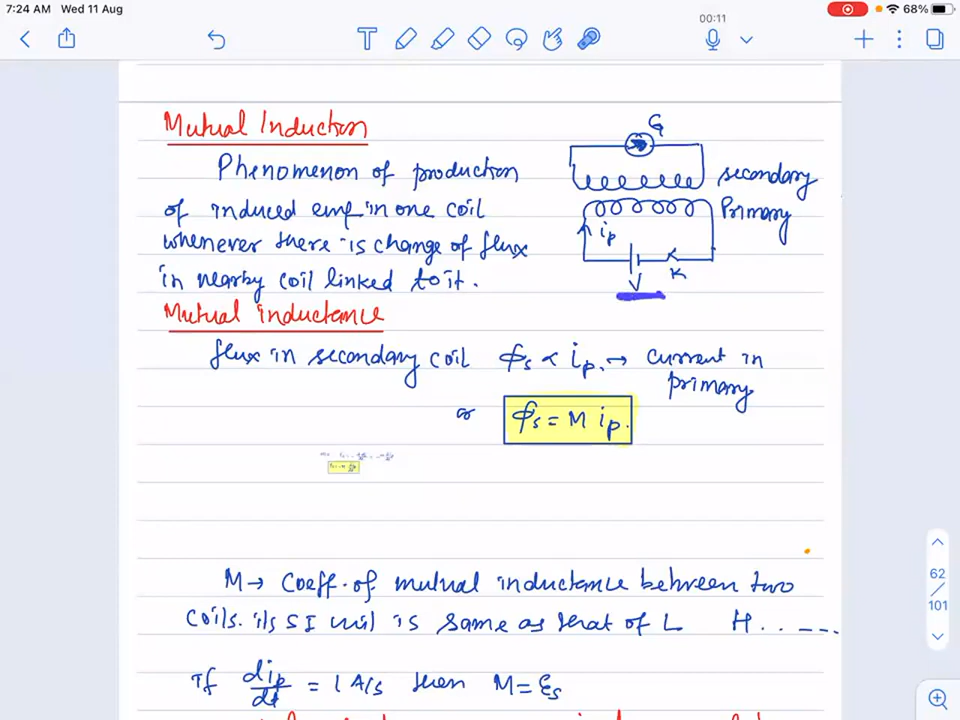 7:24 AM Wed 11 Aug
00:11
68%
Mutual Induction
G
Phenomenon of production
secondary
of induced emf in one coil
Primary
ip
whenever there is change of flux
K
in nearby coil linked to it.
V
Mutual inductance
flux in secondary coil ϕs ∝ ip → current in
primary
or ϕs = M ip.
M → Coeff. of mutual inductance between two
coils. its SI unit is same as that of L H . . - - -
If dip/dt = 1 A/s then M = Ɛs
62
/
101